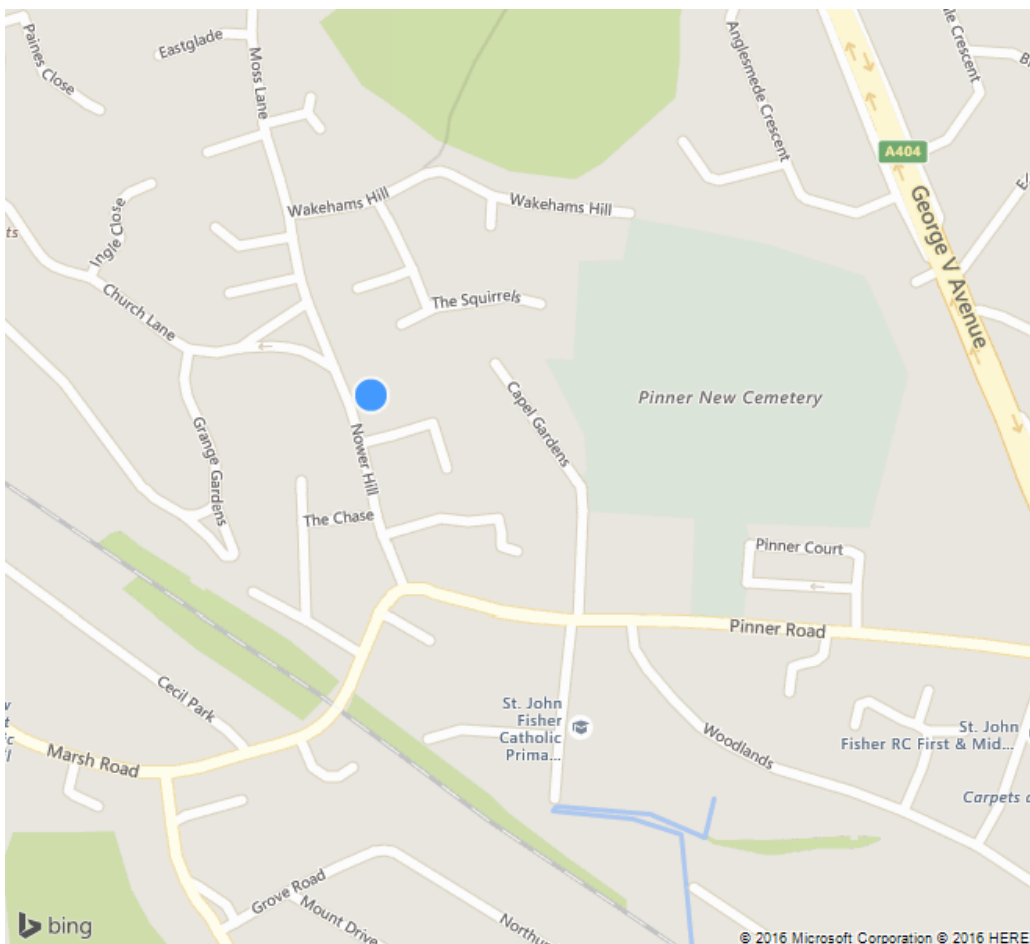 Paines Close
Eastglade
Moss Lane
Anglesmede Crescent
Crescent
A404
George V Avenue
Wakehams Hill
Wakehams Hill
Ingle Close
Church Lane
The Squirrels
Capel Gardens
Pinner New Cemetery
Grange Gardens
Nower Hill
The Chase
Pinner Court
Pinner Road
Cecil Park
St. John
Fisher
Catholic
Prima...
Woodlands
St. John
Fisher RC First & Mid...
Marsh Road
Carpets
Grove Road
Mount Drive
bing
© 2016 Microsoft Corporation © 2016 HERE